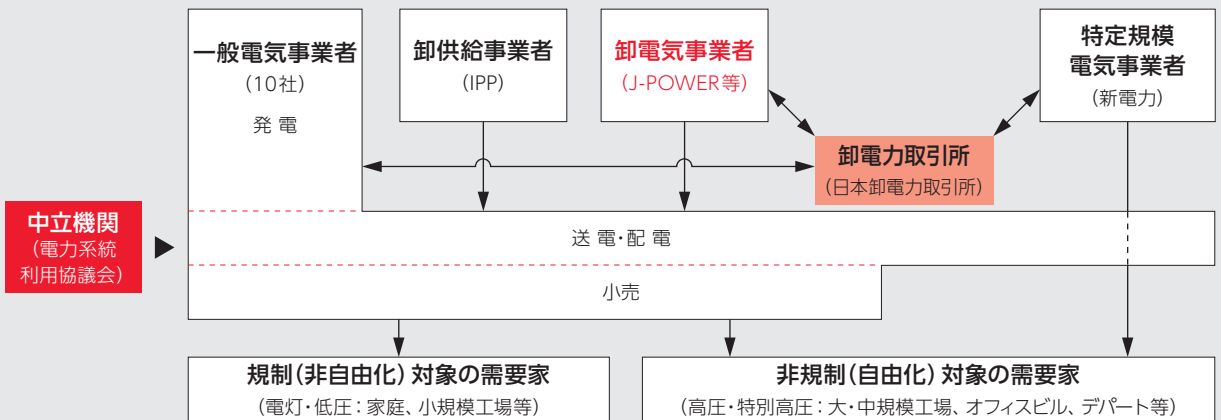 一般電気事業者
(10社)
発電
卸供給事業者
(IPP)
卸電気事業者
(J-POWER等)
特定規模
電気事業者
(新電力)
卸電力取引所
(日本卸電力取引所)
中立機関
(電力系統
利用協議会)
送電・配電
小売
規制(非自由化)対象の需要家
(電灯・低圧：家庭、小規模工場等)
非規制(自由化)対象の需要家
(高圧・特別高圧：大・中規模工場、オフィスビル、デパート等)